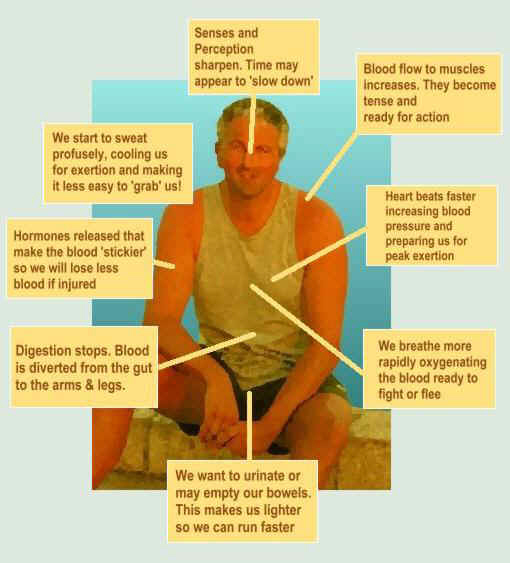 Senses and
Perception
sharpen. Time may
appear to 'slow down'
Blood flow to muscles
increases. They become
tense and
ready for action
We start to sweat
profusely, cooling us
for exertion and making
it less easy to 'grab' us!
Heart beats faster
increasing blood
pressure and
preparing us for
peak exertion
Hormones released that
make the blood 'stickier'
so we will lose less
blood if injured
Digestion stops. Blood
is diverted from the gut
to the arms & legs.
We breathe more
rapidly oxygenating
the blood ready to
fight or flee
We want to urinate or
may empty our bowels.
This makes us lighter
so we can run faster